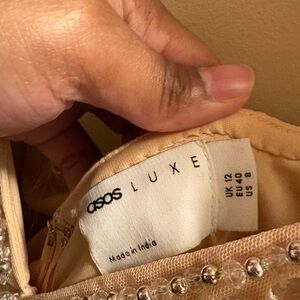 asos LUXE
Made in India
UK 12
EU 40
US 8